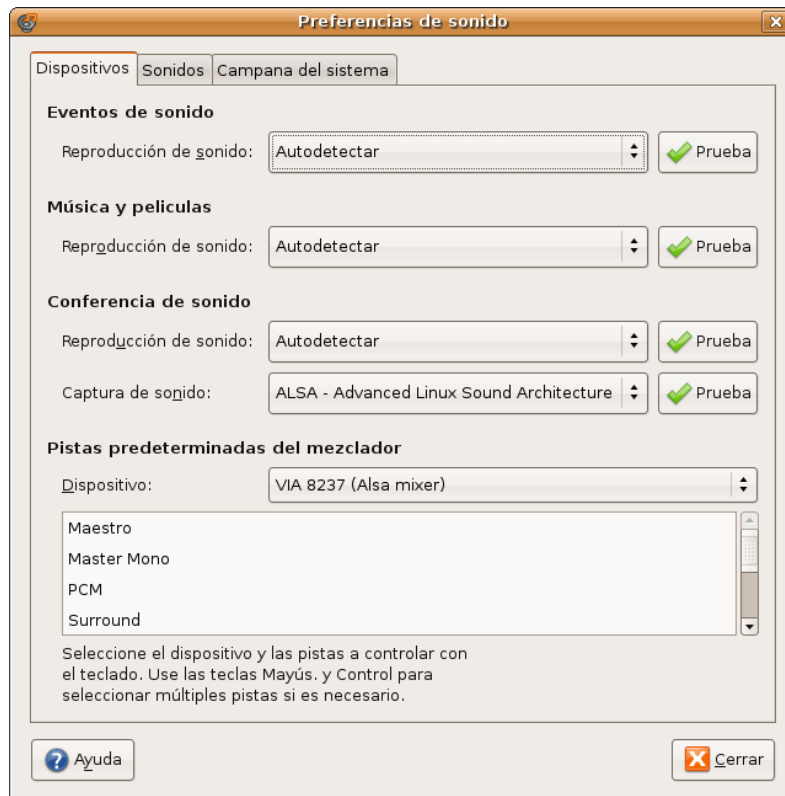 Preferencias de sonido
Dispositivos Sonidos Campana del sistema
Eventos de sonido
Reproducción de sonido: Autodetectar Prueba
Música y peliculas
Reproducción de sonido: Autodetectar Prueba
Conferencia de sonido
Reproducción de sonido: Autodetectar Prueba
Captura de sonido: ALSA - Advanced Linux Sound Architecture Prueba
Pistas predeterminadas del mezclador
Dispositivo: VIA 8237 (Alsa mixer)
Maestro
Master Mono
PCM
Surround
Seleccione el dispositivo y las pistas a controlar con
el teclado. Use las teclas Mayús. y Control para
seleccionar múltiples pistas si es necesario.
Ayuda Cerrar